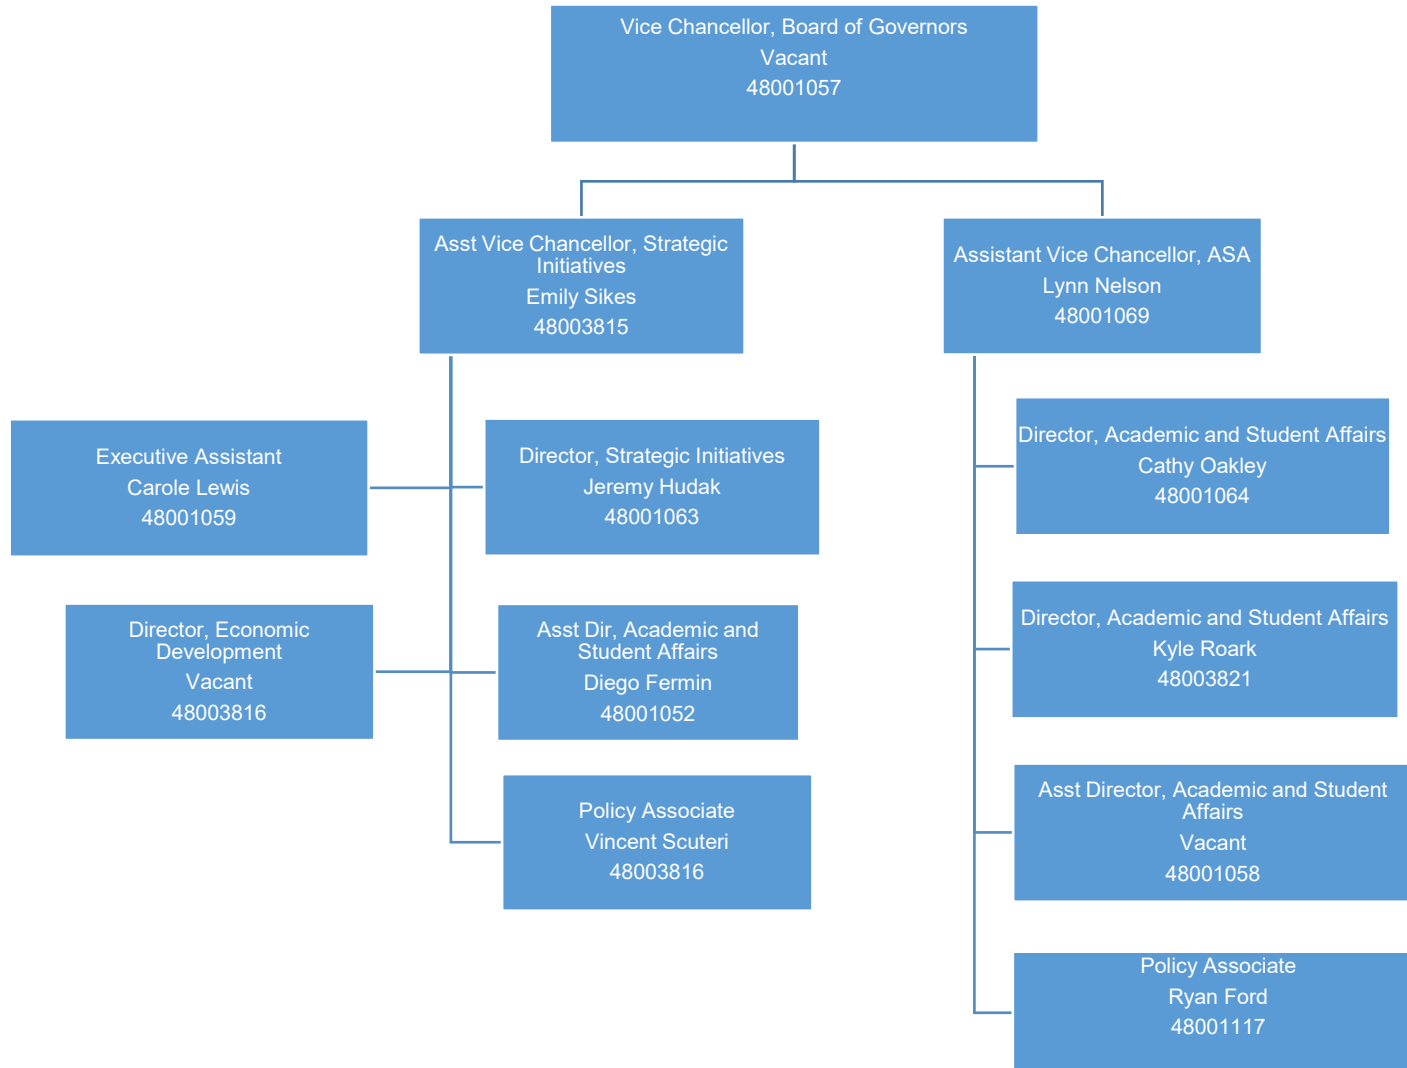 Vice Chancellor, Board of Governors
Vacant
48001057
Asst Vice Chancellor, Strategic
Initiatives
Emily Sikes
48003815
Assistant Vice Chancellor, ASA
Lynn Nelson
48001069
Executive Assistant
Carole Lewis
48001059
Director, Strategic Initiatives
Jeremy Hudak
48001063
Director, Academic and Student Affairs
Cathy Oakley
48001064
Director, Economic
Development
Vacant
48003816
Asst Dir, Academic and
Student Affairs
Diego Fermin
48001052
Director, Academic and Student Affairs
Kyle Roark
48003821
Policy Associate
Vincent Scuteri
48003816
Asst Director, Academic and Student
Affairs
Vacant
48001058
Policy Associate
Ryan Ford
48001117